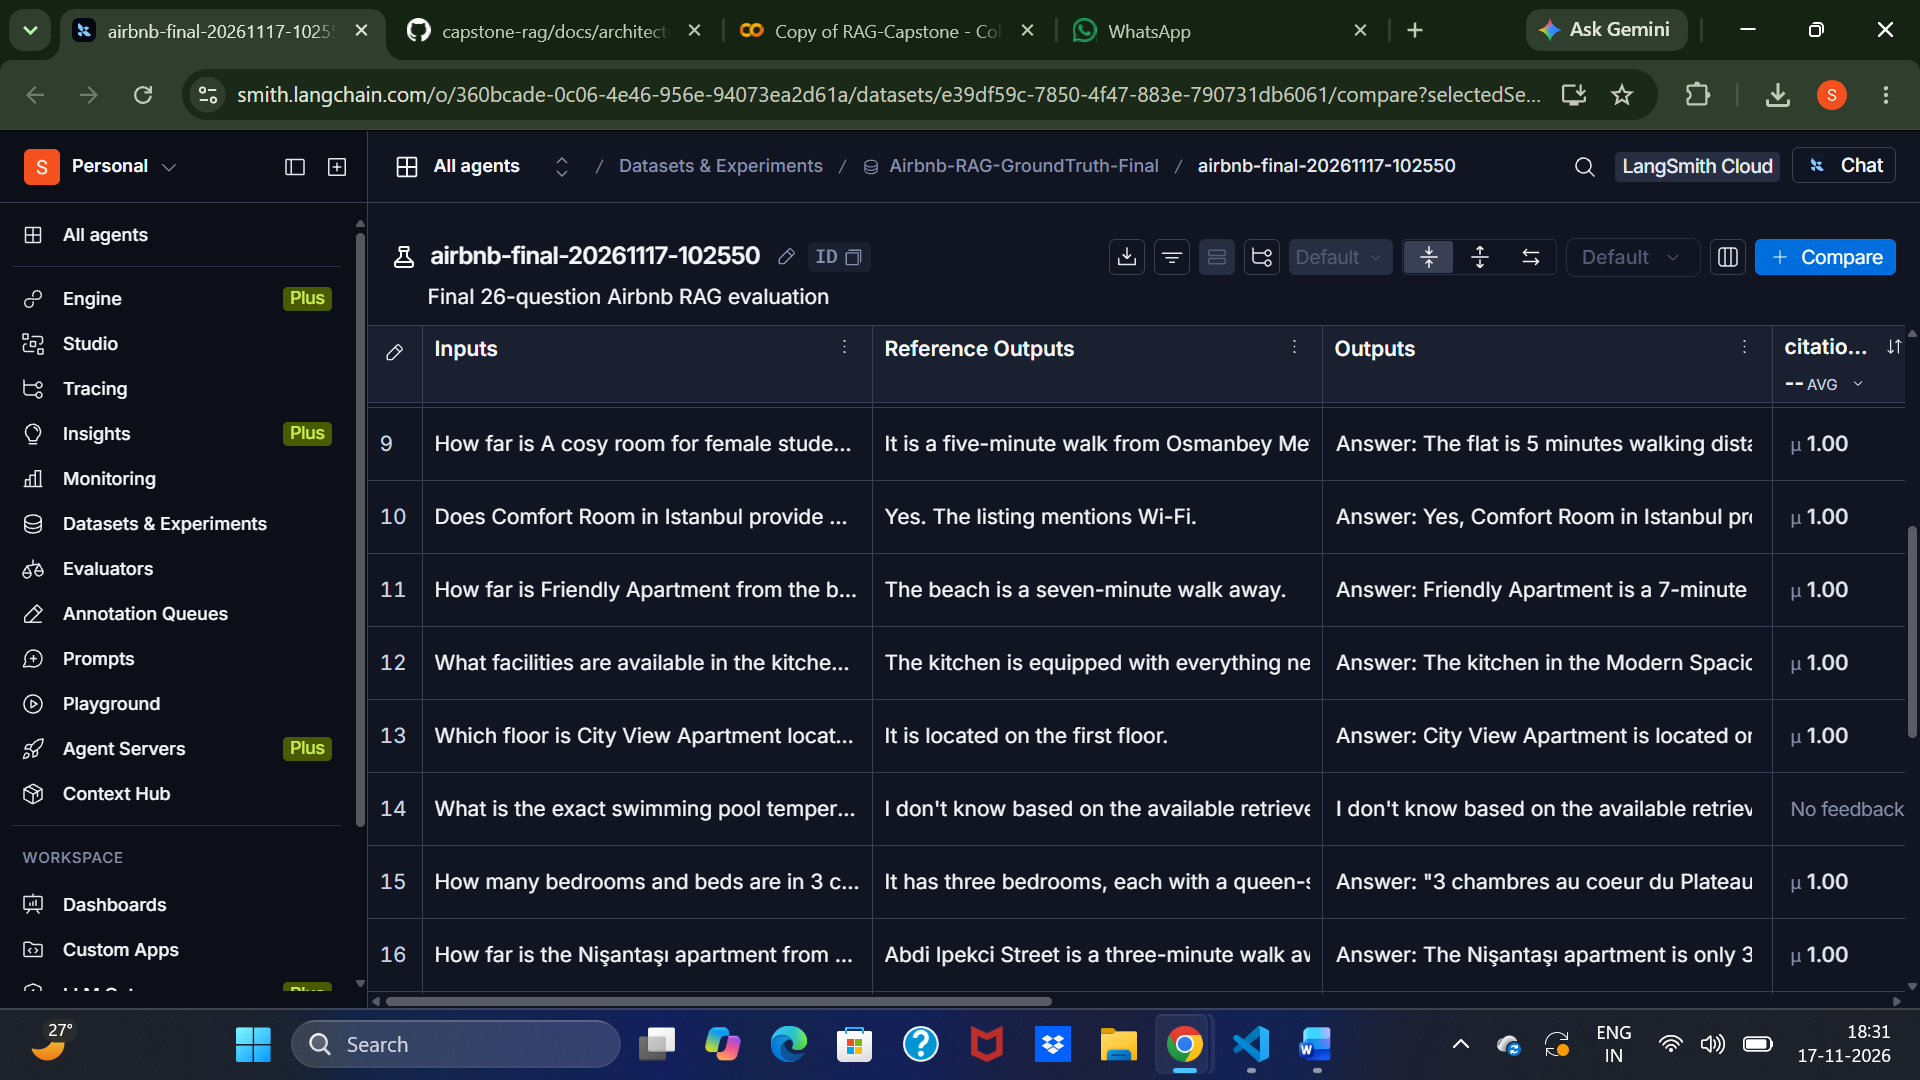 airbnb-final-20261117-1025
capstone-rag/docs/architect
Copy of RAG-Capstone - Co
WhatsApp
Ask Gemini
smith.langchain.com/o/360bcade-0c06-4e46-956e-94073ea2d61a/datasets/e39df59c-7850-4f47-883e-790731db6061/compare?selectedSe...
S
S
Personal
All agents / Datasets & Experiments / Airbnb-RAG-GroundTruth-Final / airbnb-final-20261117-102550
LangSmith Cloud
Chat
All agents
Engine Plus
Studio
Tracing
Insights Plus
Monitoring
Datasets & Experiments
Evaluators
Annotation Queues
Prompts
Playground
Agent Servers Plus
Context Hub
WORKSPACE
Dashboards
Custom Apps
airbnb-final-20261117-102550 ID
Default
Default
+ Compare
Final 26-question Airbnb RAG evaluation
Inputs Reference Outputs Outputs citatio...
-- AVG
9 How far is A cosy room for female stude... It is a five-minute walk from Osmanbey Me Answer: The flat is 5 minutes walking dista μ 1.00
10 Does Comfort Room in Istanbul provide ... Yes. The listing mentions Wi-Fi. Answer: Yes, Comfort Room in Istanbul pro μ 1.00
11 How far is Friendly Apartment from the b... The beach is a seven-minute walk away. Answer: Friendly Apartment is a 7-minute μ 1.00
12 What facilities are available in the kitche... The kitchen is equipped with everything ne Answer: The kitchen in the Modern Spacio μ 1.00
13 Which floor is City View Apartment locat... It is located on the first floor. Answer: City View Apartment is located on μ 1.00
14 What is the exact swimming pool temper... I don't know based on the available retrieve I don't know based on the available retriev No feedback
15 How many bedrooms and beds are in 3 c... It has three bedrooms, each with a queen-s Answer: "3 chambres au coeur du Plateau μ 1.00
16 How far is the Nişantaşı apartment from ... Abdi Ipekci Street is a three-minute walk aw Answer: The Nişantaşı apartment is only 3 μ 1.00
27°
Search
ENG
IN
18:31
17-11-2026